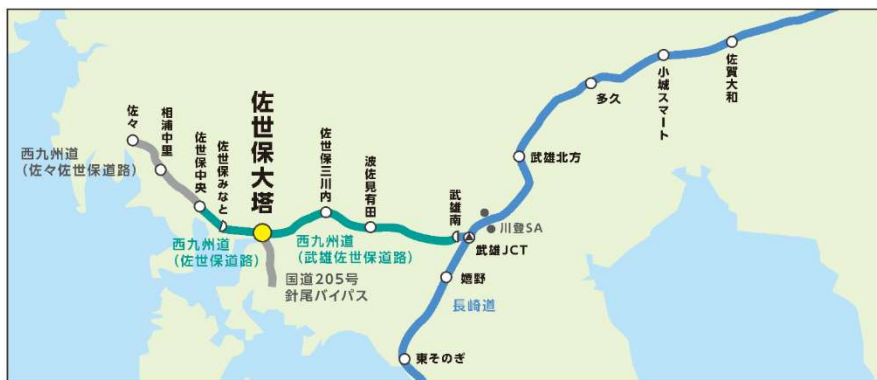 佐々
相浦中里
佐世保中央
佐世保みなと
佐世保大塔
佐世保三川内
波佐見有田
武雄南
武雄JCT
川登SA
武雄北方
多久
小城スマート
佐賀大和
嬉野
東そのぎ
長崎道
西九州道
（佐々佐世保道路）
西九州道
（佐世保道路）
西九州道
（武雄佐世保道路）
国道205号
針尾バイパス